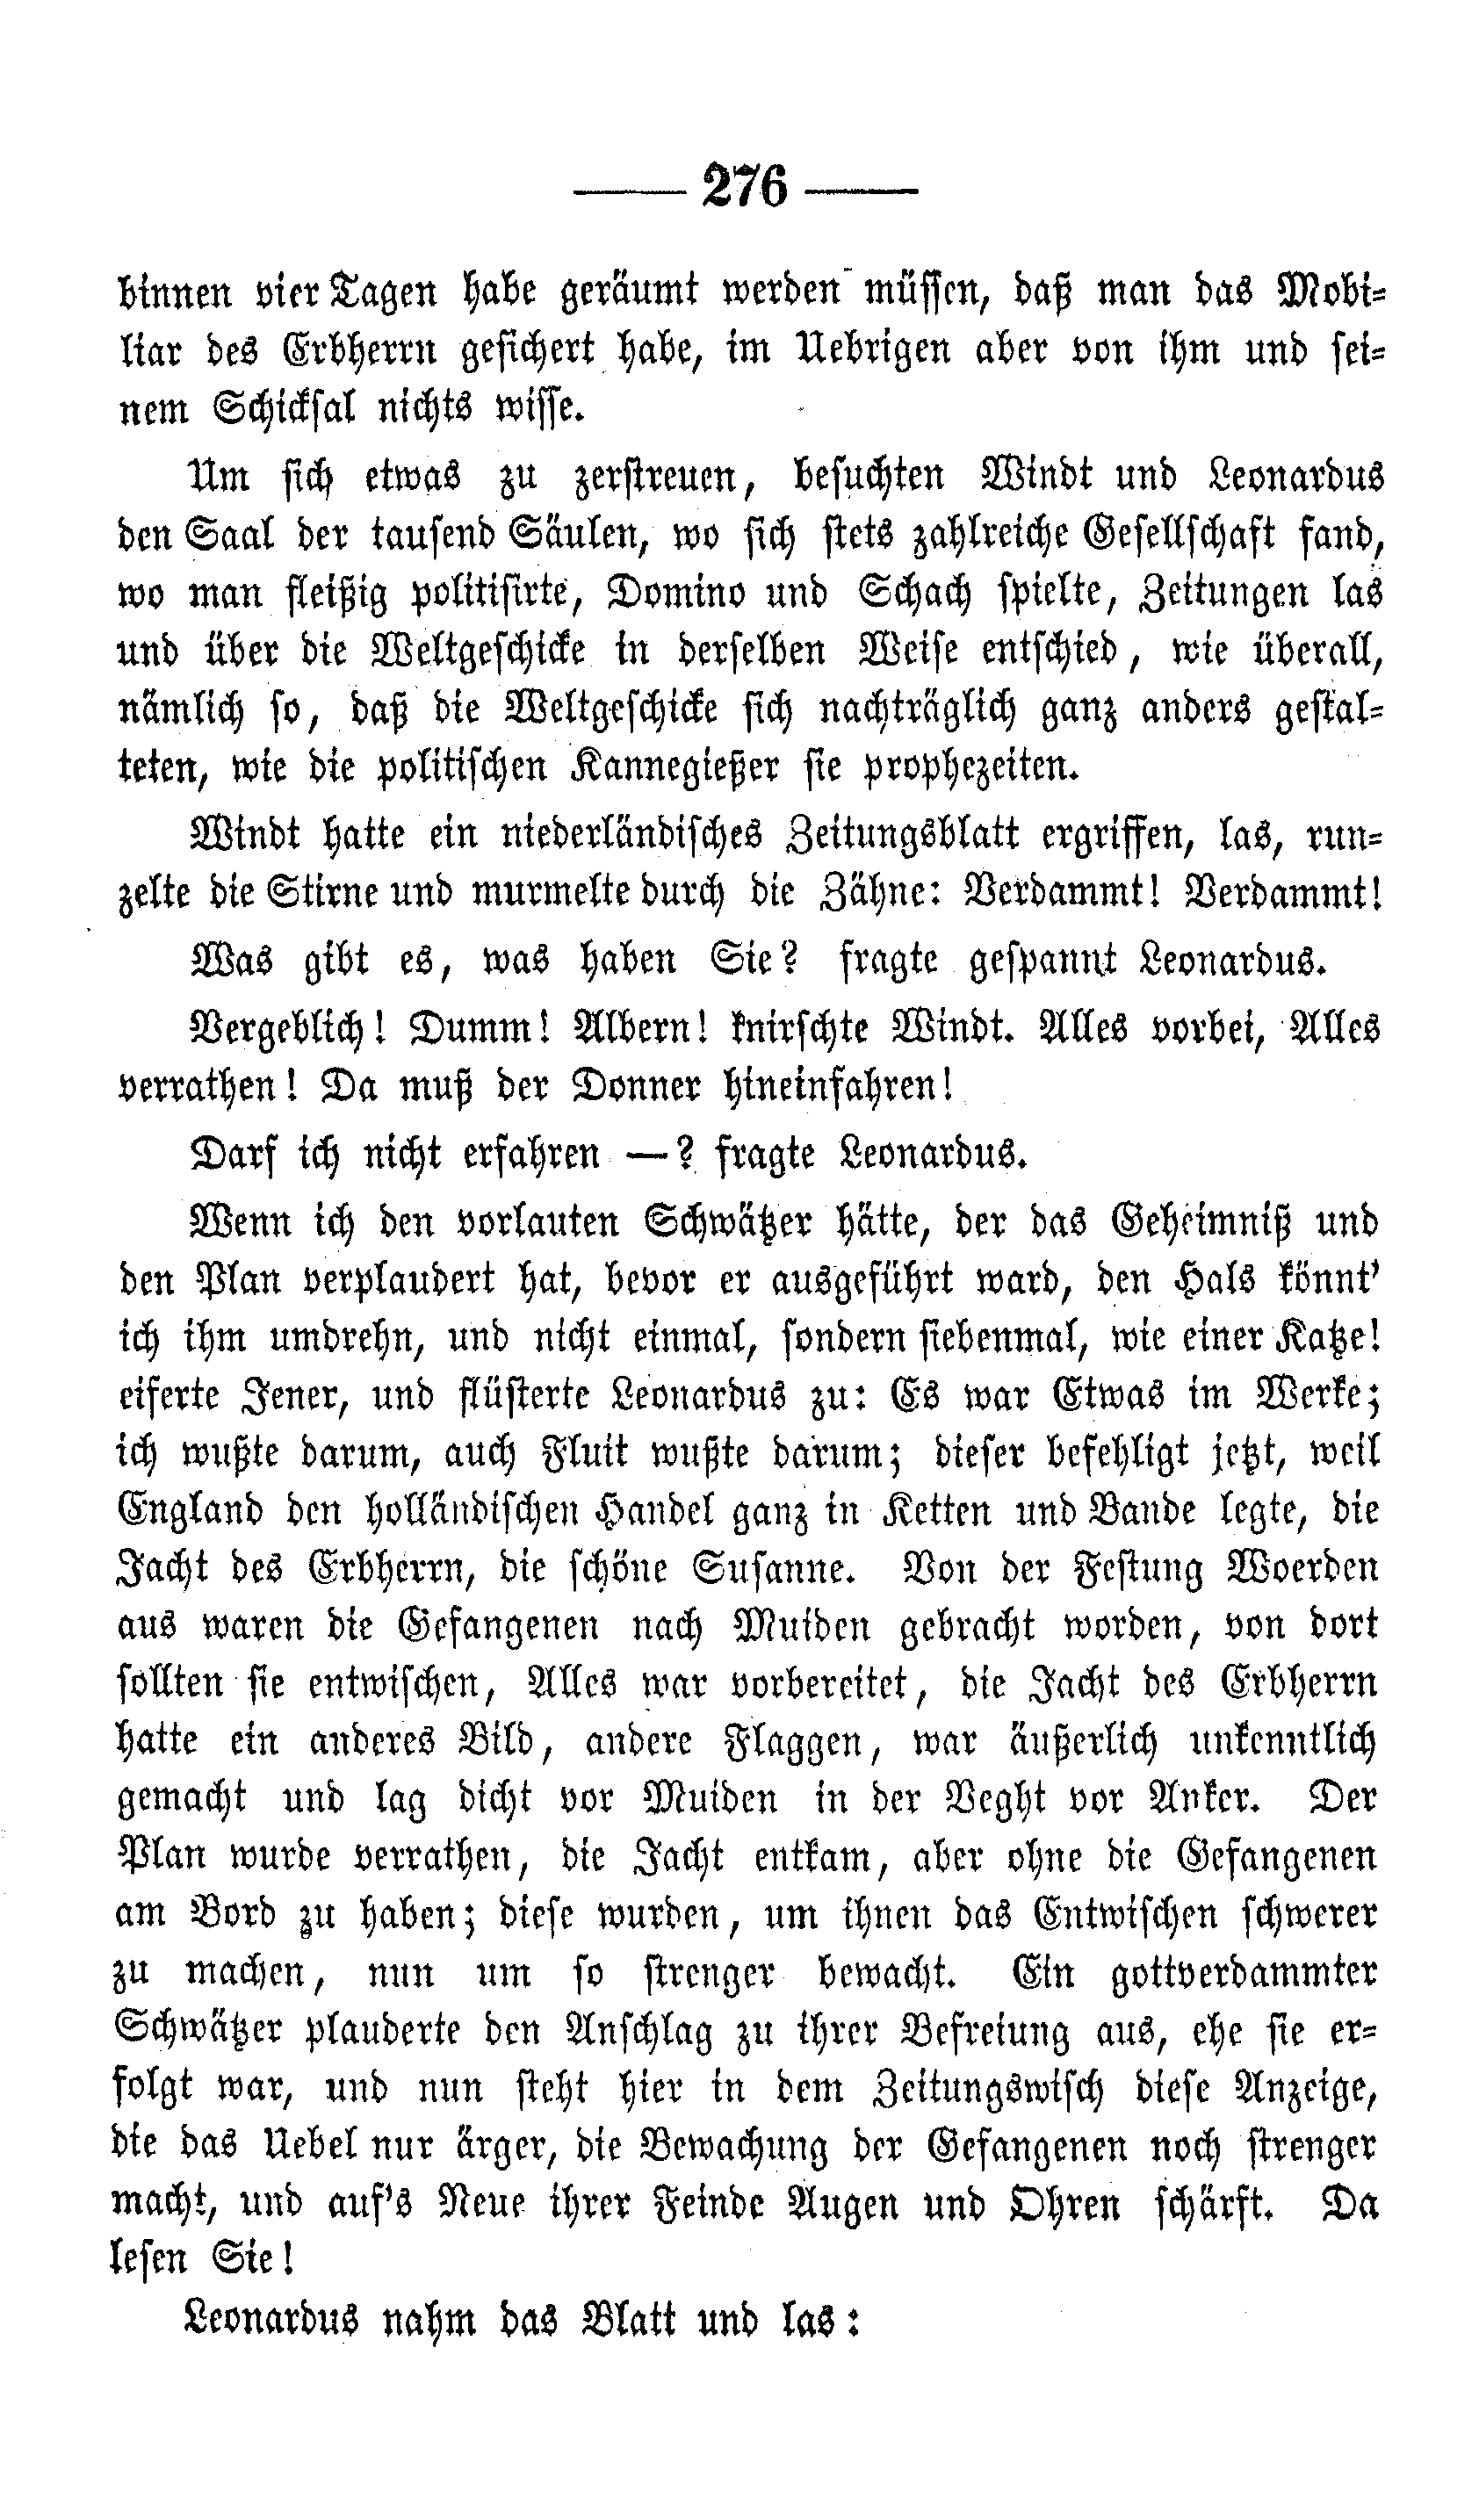 — 276 —
binnen vier Tagen habe geräumt werden müssen, daß man das Mobi-
liar des Erbherrn gesichert habe, im Uebrigen aber von ihm und sei-
nem Schicksal nichts wisse.
Um sich etwas zu zerstreuen, besuchten Windt und Leonardus
den Saal der tausend Säulen, wo sich stets zahlreiche Gesellschaft fand,
wo man fleißig politisirte, Domino und Schach spielte, Zeitungen las
und über die Weltgeschicke in derselben Weise entschied, wie überall,
nämlich so, daß die Weltgeschicke sich nachträglich ganz anders gestal-
teten, wie die politischen Kannegießer sie prophezeiten.
Windt hatte ein niederländisches Zeitungsblatt ergriffen, las, run-
zelte die Stirne und murmelte durch die Zähne: Verdammt! Verdammt!
Was gibt es, was haben Sie? fragte gespannt Leonardus.
Vergeblich! Dumm! Albern! knirschte Windt. Alles vorbei, Alles
verrathen! Da muß der Donner hineinfahren!
Darf ich nicht erfahren —? fragte Leonardus.
Wenn ich den vorlauten Schwätzer hätte, der das Geheimniß und
den Plan verplaudert hat, bevor er ausgeführt ward, den Hals könnt'
ich ihm umdrehn, und nicht einmal, sondern siebenmal, wie einer Katze!
eiferte Jener, und flüsterte Leonardus zu: Es war Etwas im Werke;
ich wußte darum, auch Fluit wußte darum; dieser befehligt jetzt, weil
England den holländischen Handel ganz in Ketten und Bande legte, die
Jacht des Erbherrn, die schöne Susanne. Von der Festung Woerden
aus waren die Gefangenen nach Muiden gebracht worden, von dort
sollten sie entwischen, Alles war vorbereitet, die Jacht des Erbherrn
hatte ein anderes Bild, andere Flaggen, war äußerlich unkenntlich
gemacht und lag dicht vor Muiden in der Veght vor Anker. Der
Plan wurde verrathen, die Jacht entkam, aber ohne die Gefangenen
am Bord zu haben; diese wurden, um ihnen das Entwischen schwerer
zu machen, nun um so strenger bewacht. Ein gottverdammter
Schwätzer plauderte den Anschlag zu ihrer Befreiung aus, ehe sie er-
folgt war, und nun steht hier in dem Zeitungswisch diese Anzeige,
die das Uebel nur ärger, die Bewachung der Gefangenen noch strenger
macht, und auf's Neue ihrer Feinde Augen und Ohren schärft. Da
lesen Sie!
Leonardus nahm das Blatt und las: